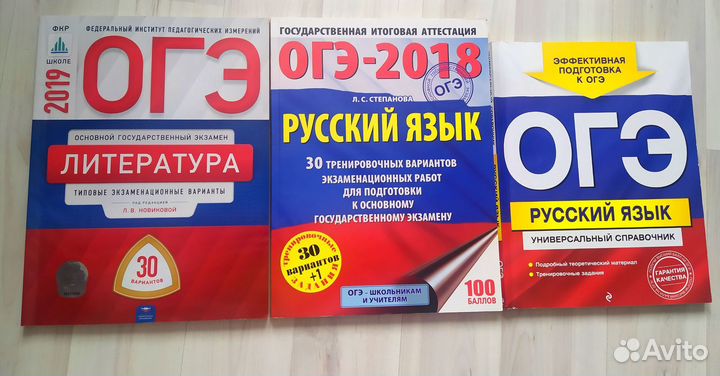 ФЕДЕРАЛЬНЫЙ ИНСТИТУТ ПЕДАГОГИЧЕСКИХ ИЗМЕРЕНИЙ
ФКР
ШКОЛЕ
2019
ОГЭ
ОСНОВНОЙ ГОСУДАРСТВЕННЫЙ ЭКЗАМЕН
ЛИТЕРАТУРА
ТИПОВЫЕ ЭКЗАМЕНАЦИОННЫЕ ВАРИАНТЫ
ПОД РЕДАКЦИЕЙ
Л. В. НОВИКОВОЙ
30
ВАРИАНТОВ
ГОСУДАРСТВЕННАЯ ИТОГОВАЯ АТТЕСТАЦИЯ
ОГЭ-2018
ОГЭ
Л. С. СТЕПАНОВА
РУССКИЙ ЯЗЫК
30 ТРЕНИРОВОЧНЫХ ВАРИАНТОВ
ЭКЗАМЕНАЦИОННЫХ РАБОТ
ДЛЯ ПОДГОТОВКИ
К ОСНОВНОМУ
ГОСУДАРСТВЕННОМУ ЭКЗАМЕНУ
тренировочные
30
вариантов
+1
ЗАДАНИЯ
ОГЭ - ШКОЛЬНИКАМ
И УЧИТЕЛЯМ
100
БАЛЛОВ
ЭФФЕКТИВНАЯ
ПОДГОТОВКА
К ОГЭ
ОГЭ
РУССКИЙ ЯЗЫК
УНИВЕРСАЛЬНЫЙ СПРАВОЧНИК
Подробный теоретический материал
Тренировочные задания
ГАРАНТИЯ
КАЧЕСТВА
Avito